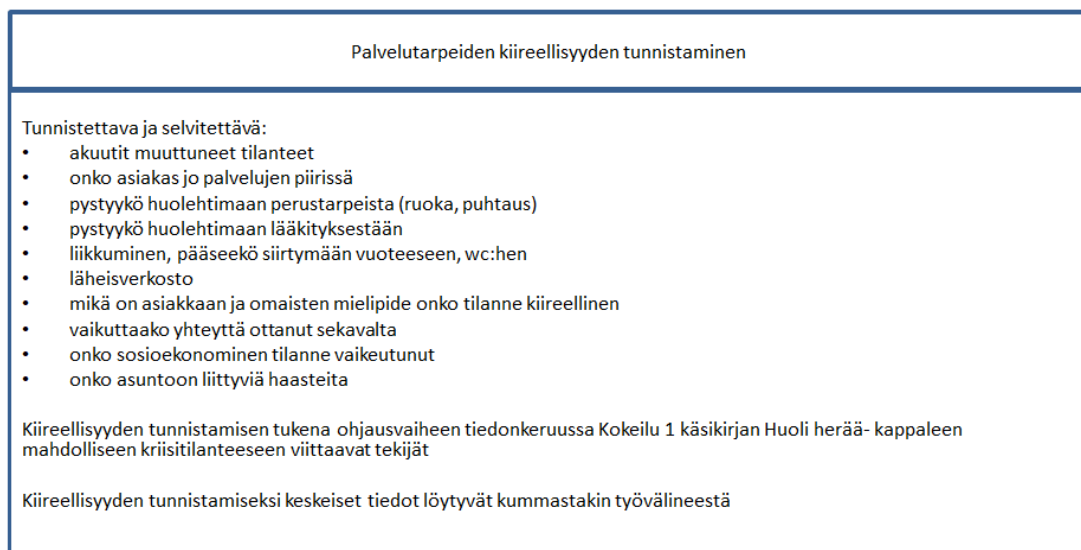 Palvelutarpeiden kiireellisyyden tunnistaminen
Tunnistettava ja selvitettävä:
• akuutit muuttuneet tilanteet
• onko asiakas jo palvelujen piirissä
• pystyykö huolehtimaan perustarpeista (ruoka, puhtaus)
• pystyykö huolehtimaan lääkityksestään
• liikkuminen, pääseekö siirtymään vuoteeseen, wc:hen
• läheisverkosto
• mikä on asiakkaan ja omaisten mielipide onko tilanne kiireellinen
• vaikuttaako yhteyttä ottanut sekavalta
• onko sosioekonominen tilanne vaikeutunut
• onko asuntoon liittyviä haasteita
Kiireellisyyden tunnistamisen tukena ohjausvaiheen tiedonkeruussa Kokeilu 1 käsikirjan Huoli herää- kappaleen
mahdolliseen kriisitilanteeseen viittaavat tekijät
Kiireellisyyden tunnistamiseksi keskeiset tiedot löytyvät kummastakin työvälineestä